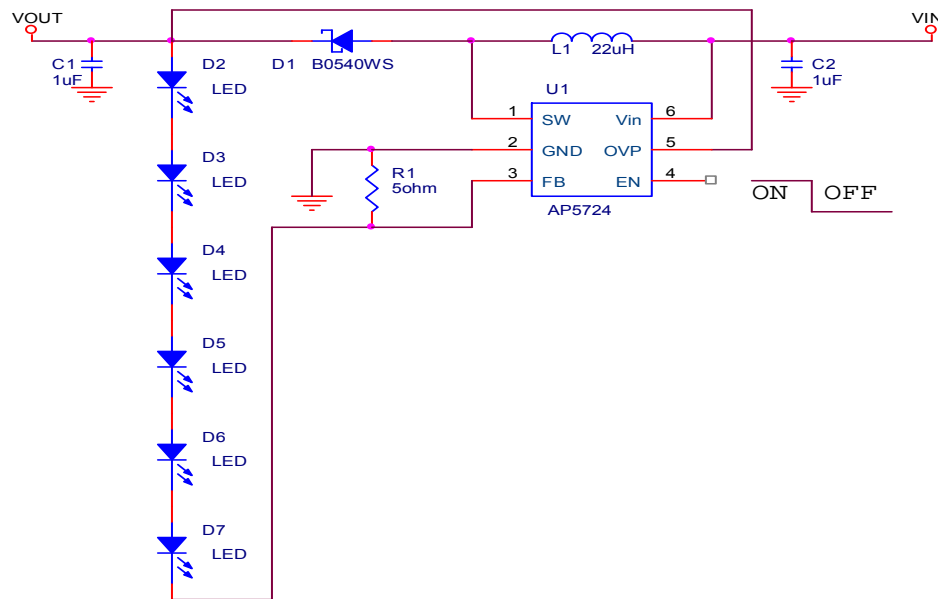 VOUT
VIN
C1
1uF
D2
LED
D1
B0540WS
L1
22uH
C2
1uF
U1
1
SW
Vin
6
2
GND
OVP
5
3
FB
EN
4
AP5724
R1
5ohm
ON
OFF
D3
LED
D4
LED
D5
LED
D6
LED
D7
LED